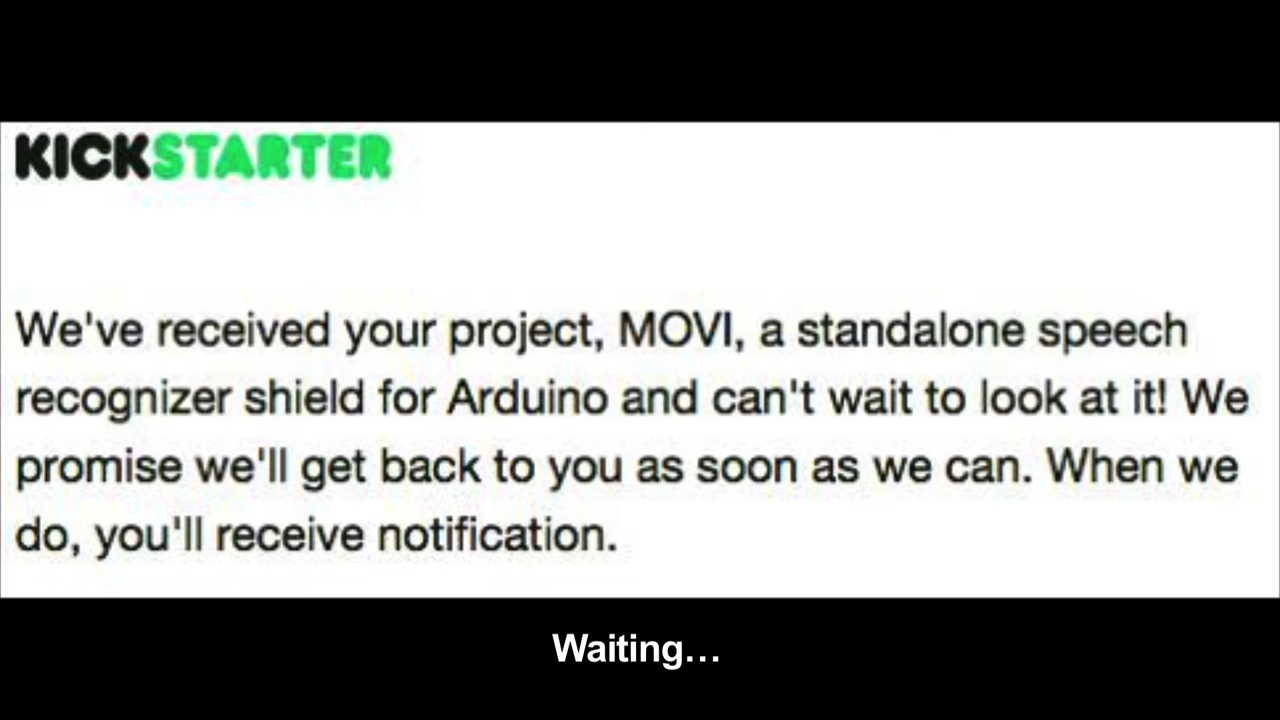 KICKSTARTER
We've received your project, MOVI, a standalone speech
recognizer shield for Arduino and can't wait to look at it! We
promise we'll get back to you as soon as we can. When we
do, you'll receive notification.
Waiting...